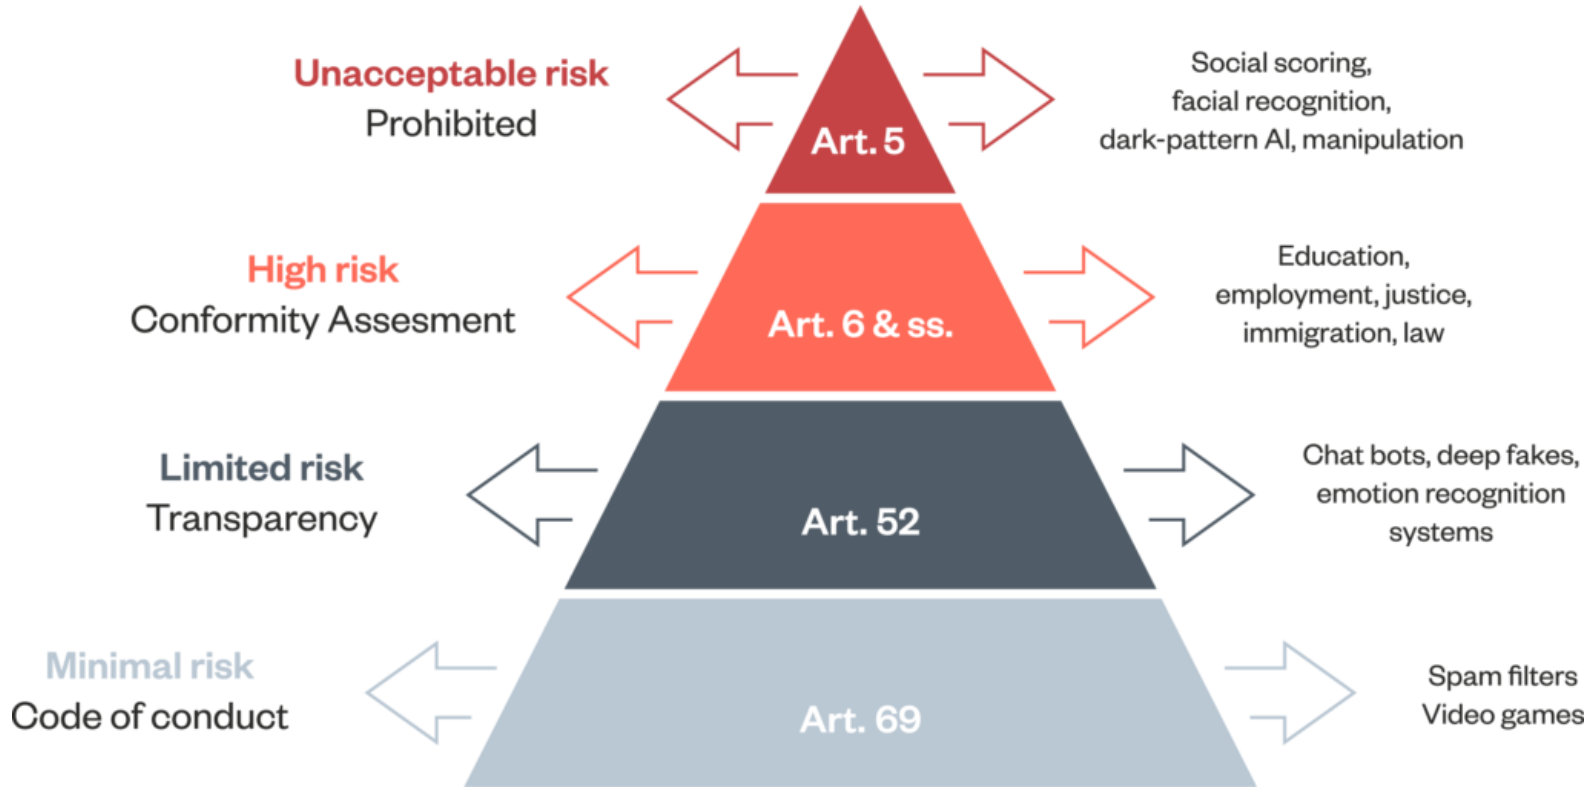 Unacceptable risk
Prohibited
Art. 5
Social scoring,
facial recognition,
dark-pattern AI, manipulation
High risk
Conformity Assesment
Art. 6 & ss.
Education,
employment, justice,
immigration, law
Limited risk
Transparency
Art. 52
Chat bots, deep fakes,
emotion recognition
systems
Minimal risk
Code of conduct
Art. 69
Spam filters
Video games